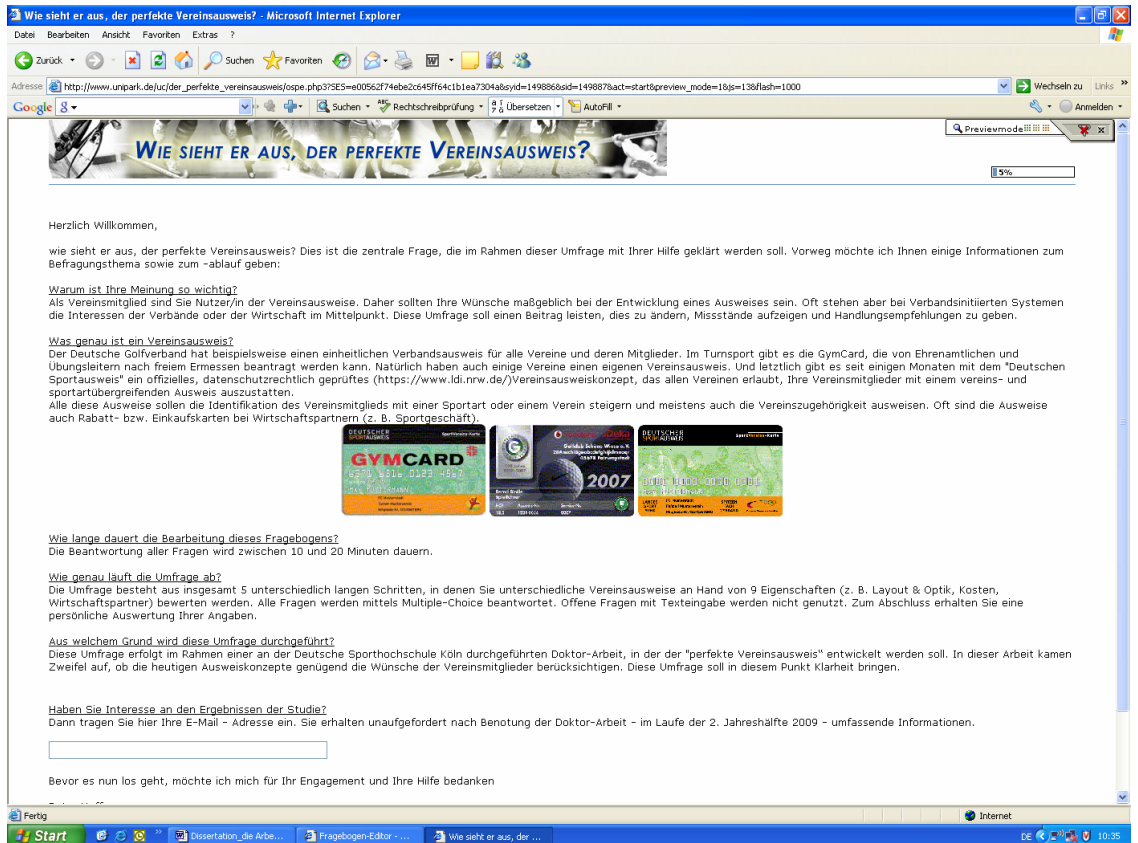 Wie sieht er aus, der perfekte Vereinsausweis? - Microsoft Internet Explorer
Datei Bearbeiten Ansicht Favoriten Extras ?
Zurück Suchen Favoriten
Adresse http://www.unipark.de/uc/der_perfekte_vereinsausweis/ospe.php3?SES=e00562f74ebe2c645ff64c1b1ea7304a&syid=149886&sid=149887&act=start&preview_mode=1&js=13&flash=1000 Wechseln zu Links »
Google Suchen Rechtschreibprüfung Übersetzen AutoFill Anmelden
Previewmode x
WIE SIEHT ER AUS, DER PERFEKTE VEREINSAUSWEIS?
5%
Herzlich Willkommen,
wie sieht er aus, der perfekte Vereinsausweis? Dies ist die zentrale Frage, die im Rahmen dieser Umfrage mit Ihrer Hilfe geklärt werden soll. Vorweg möchte ich Ihnen einige Informationen zum
Befragungsthema sowie zum -ablauf geben:
Warum ist Ihre Meinung so wichtig?
Als Vereinsmitglied sind Sie Nutzer/in der Vereinsausweise. Daher sollten Ihre Wünsche maßgeblich bei der Entwicklung eines Ausweises sein. Oft stehen aber bei Verbandsinitiierten Systemen
die Interessen der Verbände oder der Wirtschaft im Mittelpunkt. Diese Umfrage soll einen Beitrag leisten, dies zu ändern, Missstände aufzeigen und Handlungsempfehlungen zu geben.
Was genau ist ein Vereinsausweis?
Der Deutsche Golfverband hat beispielsweise einen einheitlichen Verbandsausweis für alle Vereine und deren Mitglieder. Im Turnsport gibt es die GymCard, die von Ehrenamtlichen und
Übungsleitern nach freiem Ermessen beantragt werden kann. Natürlich haben auch einige Vereine einen eigenen Vereinsausweis. Und letztlich gibt es seit einigen Monaten mit dem "Deutschen
Sportausweis" ein offizielles, datenschutzrechtlich geprüftes (https://www.ldi.nrw.de/)Vereinsausweiskonzept, das allen Vereinen erlaubt, Ihre Vereinsmitglieder mit einem vereins- und
sportartübergreifenden Ausweis auszustatten.
Alle diese Ausweise sollen die Identifikation des Vereinsmitglieds mit einer Sportart oder einem Verein steigern und meistens auch die Vereinszugehörigkeit ausweisen. Oft sind die Ausweise
auch Rabatt- bzw. Einkaufskarten bei Wirtschaftspartnern (z. B. Sportgeschäft).
DEUTSCHER SPORTAUSWEIS SportVereins-Karte
GYMCARD
2007
DEUTSCHER SPORTAUSWEIS SportVereins-Karte
Wie lange dauert die Bearbeitung dieses Fragebogens?
Die Beantwortung aller Fragen wird zwischen 10 und 20 Minuten dauern.
Wie genau läuft die Umfrage ab?
Die Umfrage besteht aus insgesamt 5 unterschiedlich langen Schritten, in denen Sie unterschiedliche Vereinsausweise an Hand von 9 Eigenschaften (z. B. Layout & Optik, Kosten,
Wirtschaftspartner) bewerten werden. Alle Fragen werden mittels Multiple-Choice beantwortet. Offene Fragen mit Texteingabe werden nicht genutzt. Zum Abschluss erhalten Sie eine
persönliche Auswertung Ihrer Angaben.
Aus welchem Grund wird diese Umfrage durchgeführt?
Diese Umfrage erfolgt im Rahmen einer an der Deutsche Sporthochschule Köln durchgeführten Doktor-Arbeit, in der der "perfekte Vereinsausweis" entwickelt werden soll. In dieser Arbeit kamen
Zweifel auf, ob die heutigen Ausweiskonzepte genügend die Wünsche der Vereinsmitglieder berücksichtigen. Diese Umfrage soll in diesem Punkt Klarheit bringen.
Haben Sie Interesse an den Ergebnissen der Studie?
Dann tragen Sie hier Ihre E-Mail - Adresse ein. Sie erhalten unaufgefordert nach Benotung der Doktor-Arbeit - im Laufe der 2. Jahreshälfte 2009 - umfassende Informationen.
Bevor es nun los geht, möchte ich mich für Ihr Engagement und Ihre Hilfe bedanken
Fertig Internet
Start » Dissertation_die Arbe... Fragebogen-Editor - ... Wie sieht er aus, der ... DE 10:35